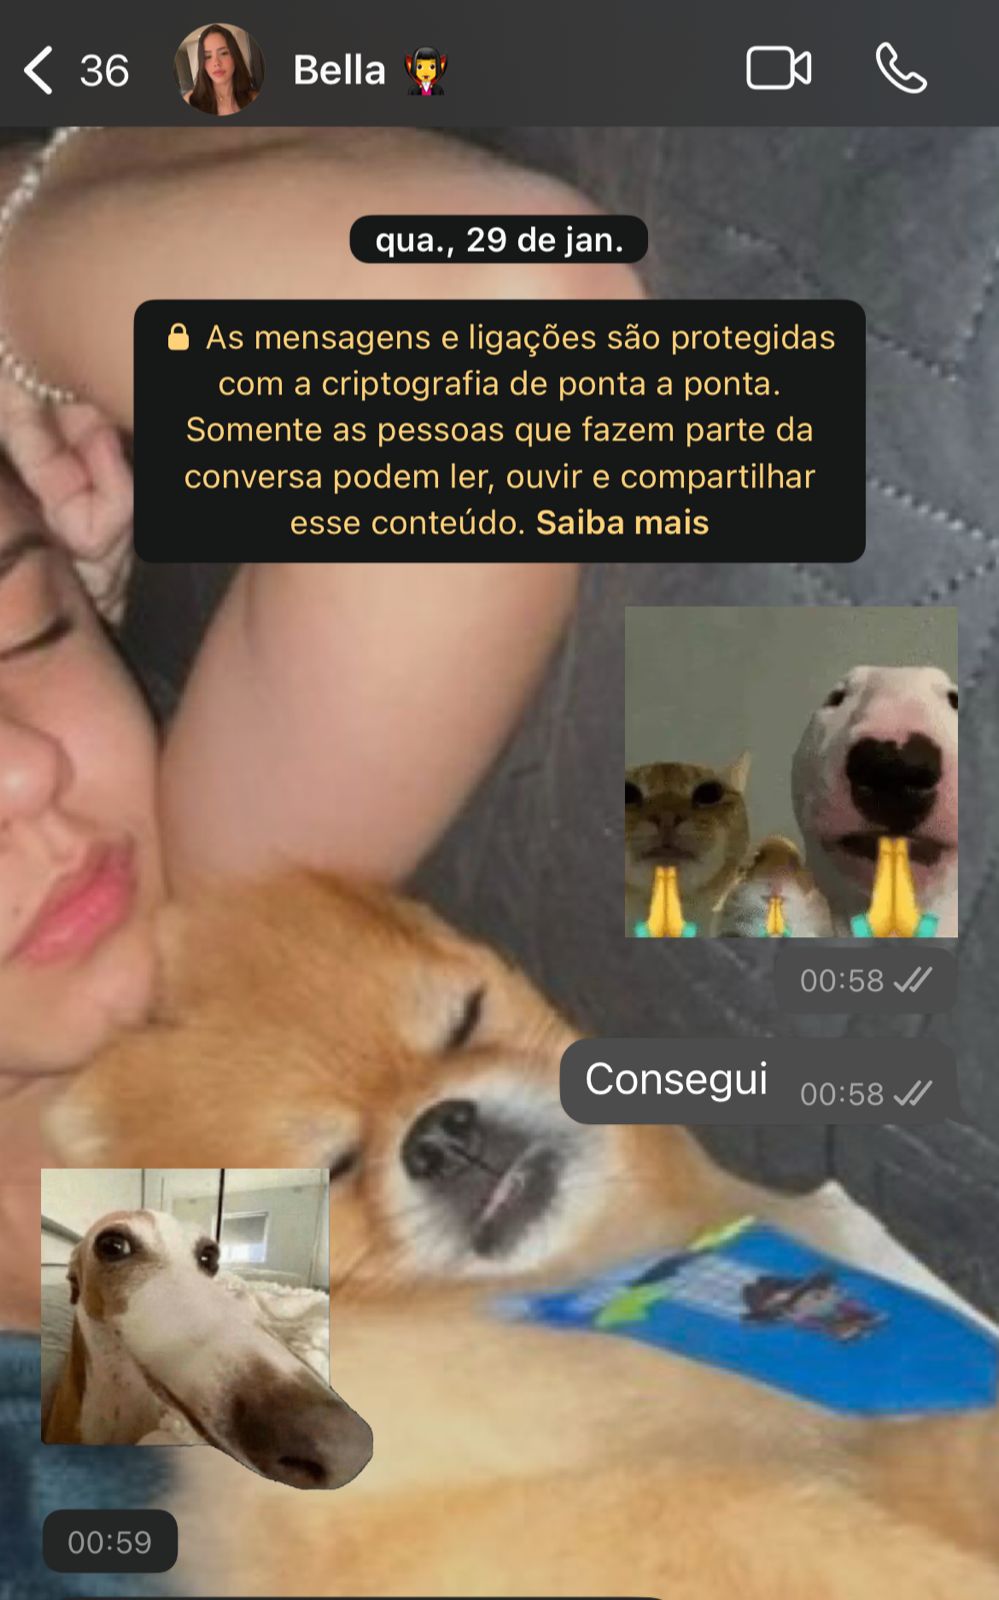 36
Bella 🧛‍♀️
qua., 29 de jan.
🔒 As mensagens e ligações são protegidas
com a criptografia de ponta a ponta.
Somente as pessoas que fazem parte da
conversa podem ler, ouvir e compartilhar
esse conteúdo. Saiba mais
00:58
Consegui 00:58
00:59